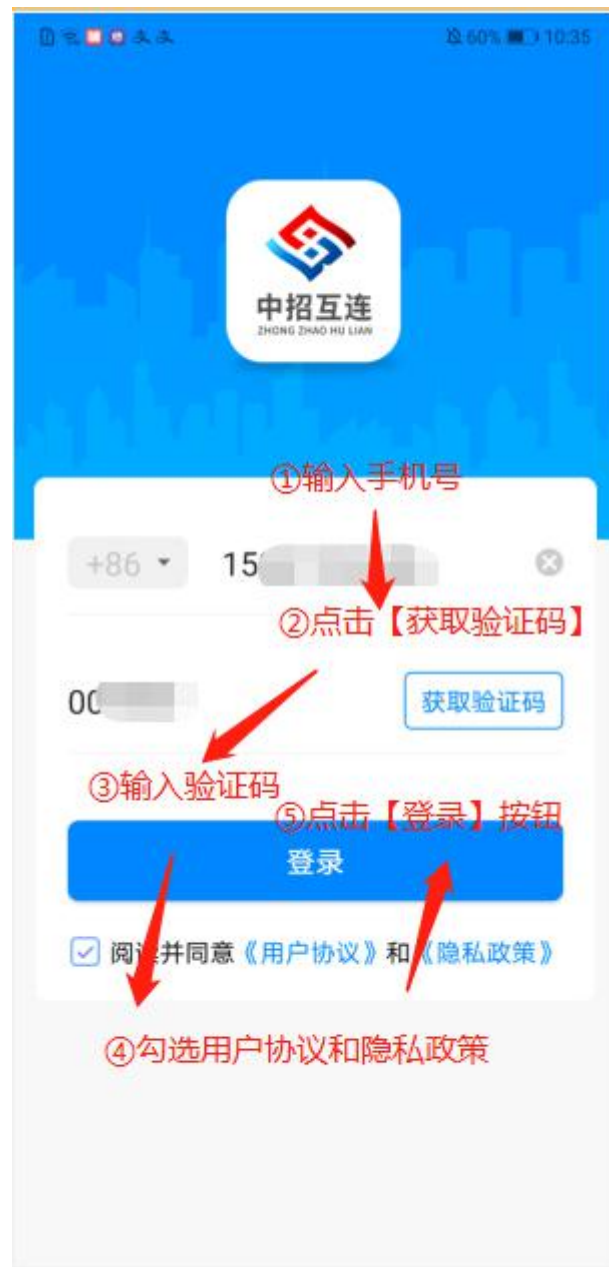 60% 10:35
中招互连
ZHONG ZHAO HU LIAN
①输入手机号
+86 15
②点击【获取验证码】
00 获取验证码
③输入验证码
⑤点击【登录】按钮
登录
阅读并同意《用户协议》和《隐私政策》
④勾选用户协议和隐私政策